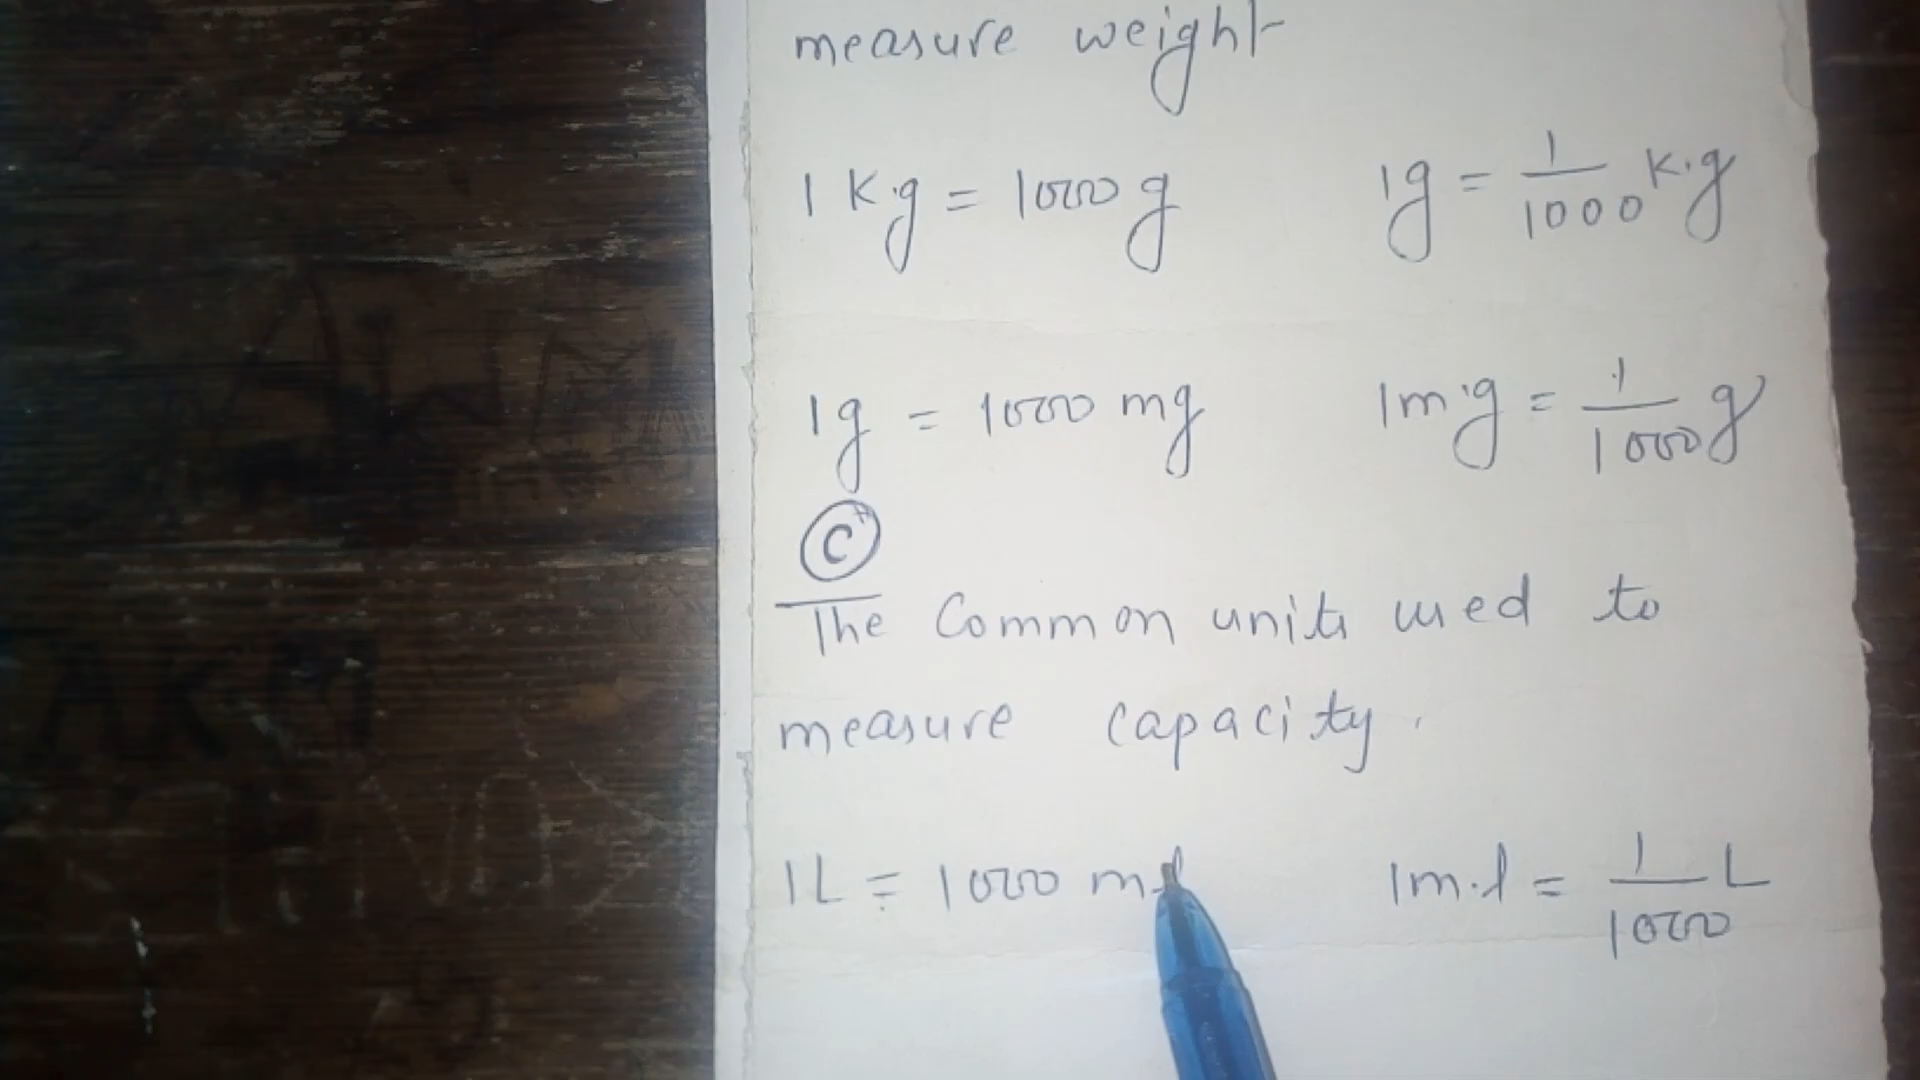 measure weight
1 K.g = 1000 g 1g = 1/1000 K.g
1g = 1000 mg 1m.g = 1/1000 g
C
The Common units used to
measure capacity.
1L = 1000 m.l 1m.l = 1/1000 L